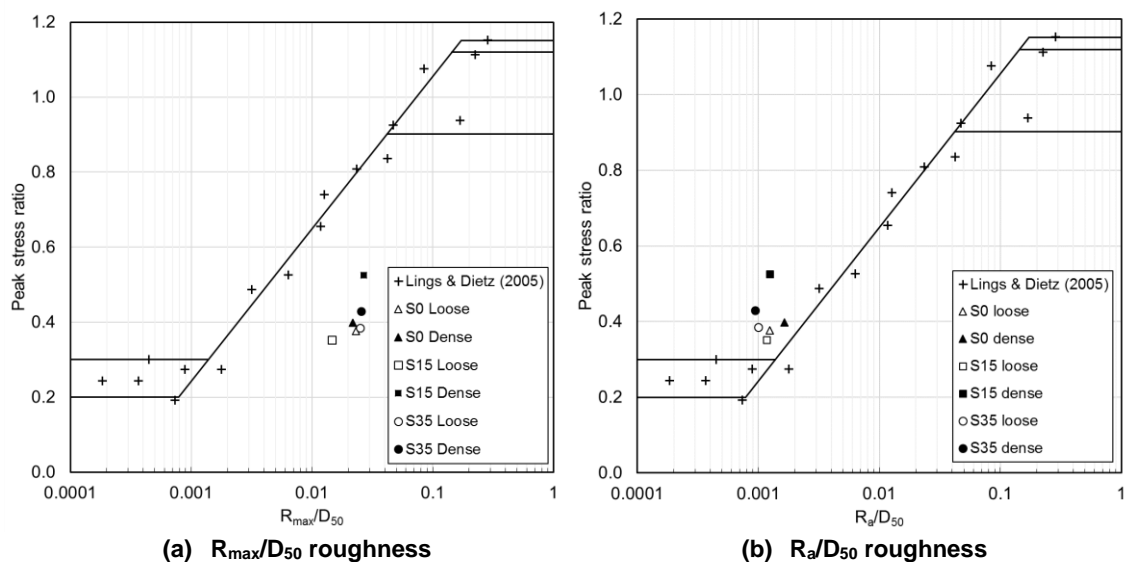 1.2
1.0
0.8
0.6
0.4
0.2
0.0
Peak stress ratio
Lings & Dietz (2005)
S0 Loose
S0 Dense
S15 Loose
S15 Dense
S35 Loose
S35 Dense
0.0001 0.001 0.01 0.1 1
Rmax/D50
(a) Rmax/D50 roughness
1.2
1.0
0.8
0.6
0.4
0.2
0.0
Peak stress ratio
Lings & Dietz (2005)
S0 loose
S0 dense
S15 loose
S15 dense
S35 loose
S35 dense
0.0001 0.001 0.01 0.1 1
Ra/D50
(b) Ra/D50 roughness